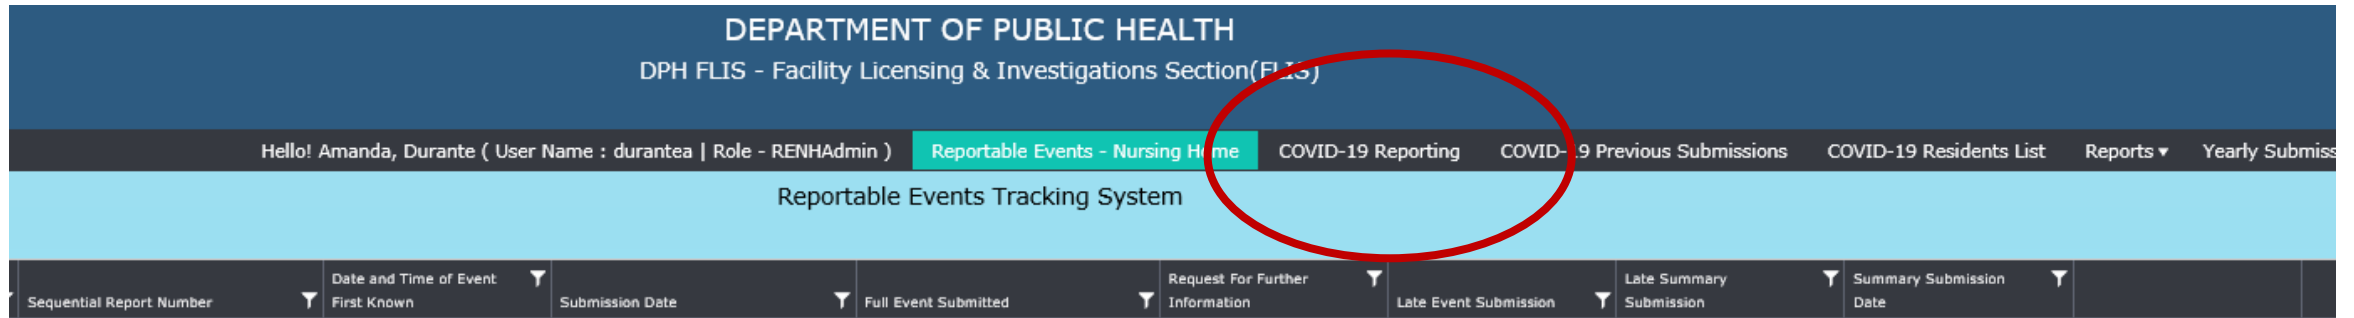 DEPARTMENT OF PUBLIC HEALTH
DPH FLIS - Facility Licensing & Investigations Section(FLIS)
Hello! Amanda, Durante ( User Name : durantea | Role - RENHAdmin ) Reportable Events - Nursing Home COVID-19 Reporting COVID-19 Previous Submissions COVID-19 Residents List Reports▾ Yearly Submiss
Reportable Events Tracking System
Date and Time of Event Request For Further Late Summary Summary Submission
Sequential Report Number First Known Submission Date Full Event Submitted Information Late Event Submission Submission Date